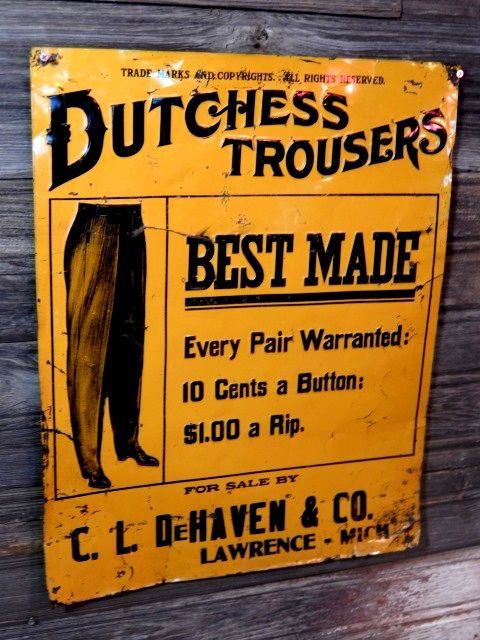 TRADE MARKS AND COPYRIGHTS. ALL RIGHTS RESERVED.
DUTCHESS
TROUSERS
BEST MADE
Every Pair Warranted:
10 Cents a Button:
$1.00 a Rip.
FOR SALE BY
C. L. DEHAVEN & CO.
LAWRENCE - MICH